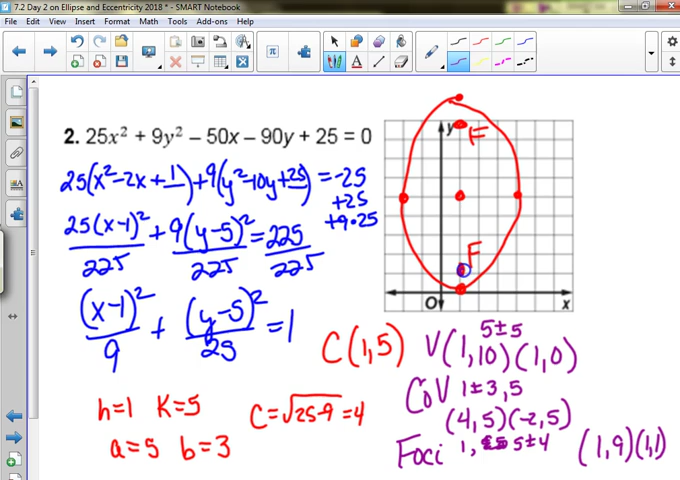 7.2 Day 2 on Ellipse and Eccentricity 2018 * - SMART Notebook
File Edit View Insert Format Tools Add-ons Help
2. 25x² + 9y² − 50x − 90y + 25 = 0
25(x²-2x+1)+9(y²-10y+25)=-25
+25
+9•25
25(x-1)²/225 + 9(y-5)²/225 = 225/225
(x-1)²/9 + (y-5)²/25 = 1
y
F
F
O
x
C(1,5)
5±5
V(1,10)(1,0)
CoV 1±3,5
(4,5)(-2,5)
Foci 1, 5±4 (1,9)(1,1)
h=1 K=5
a=5 b=3
C=√25-9=4